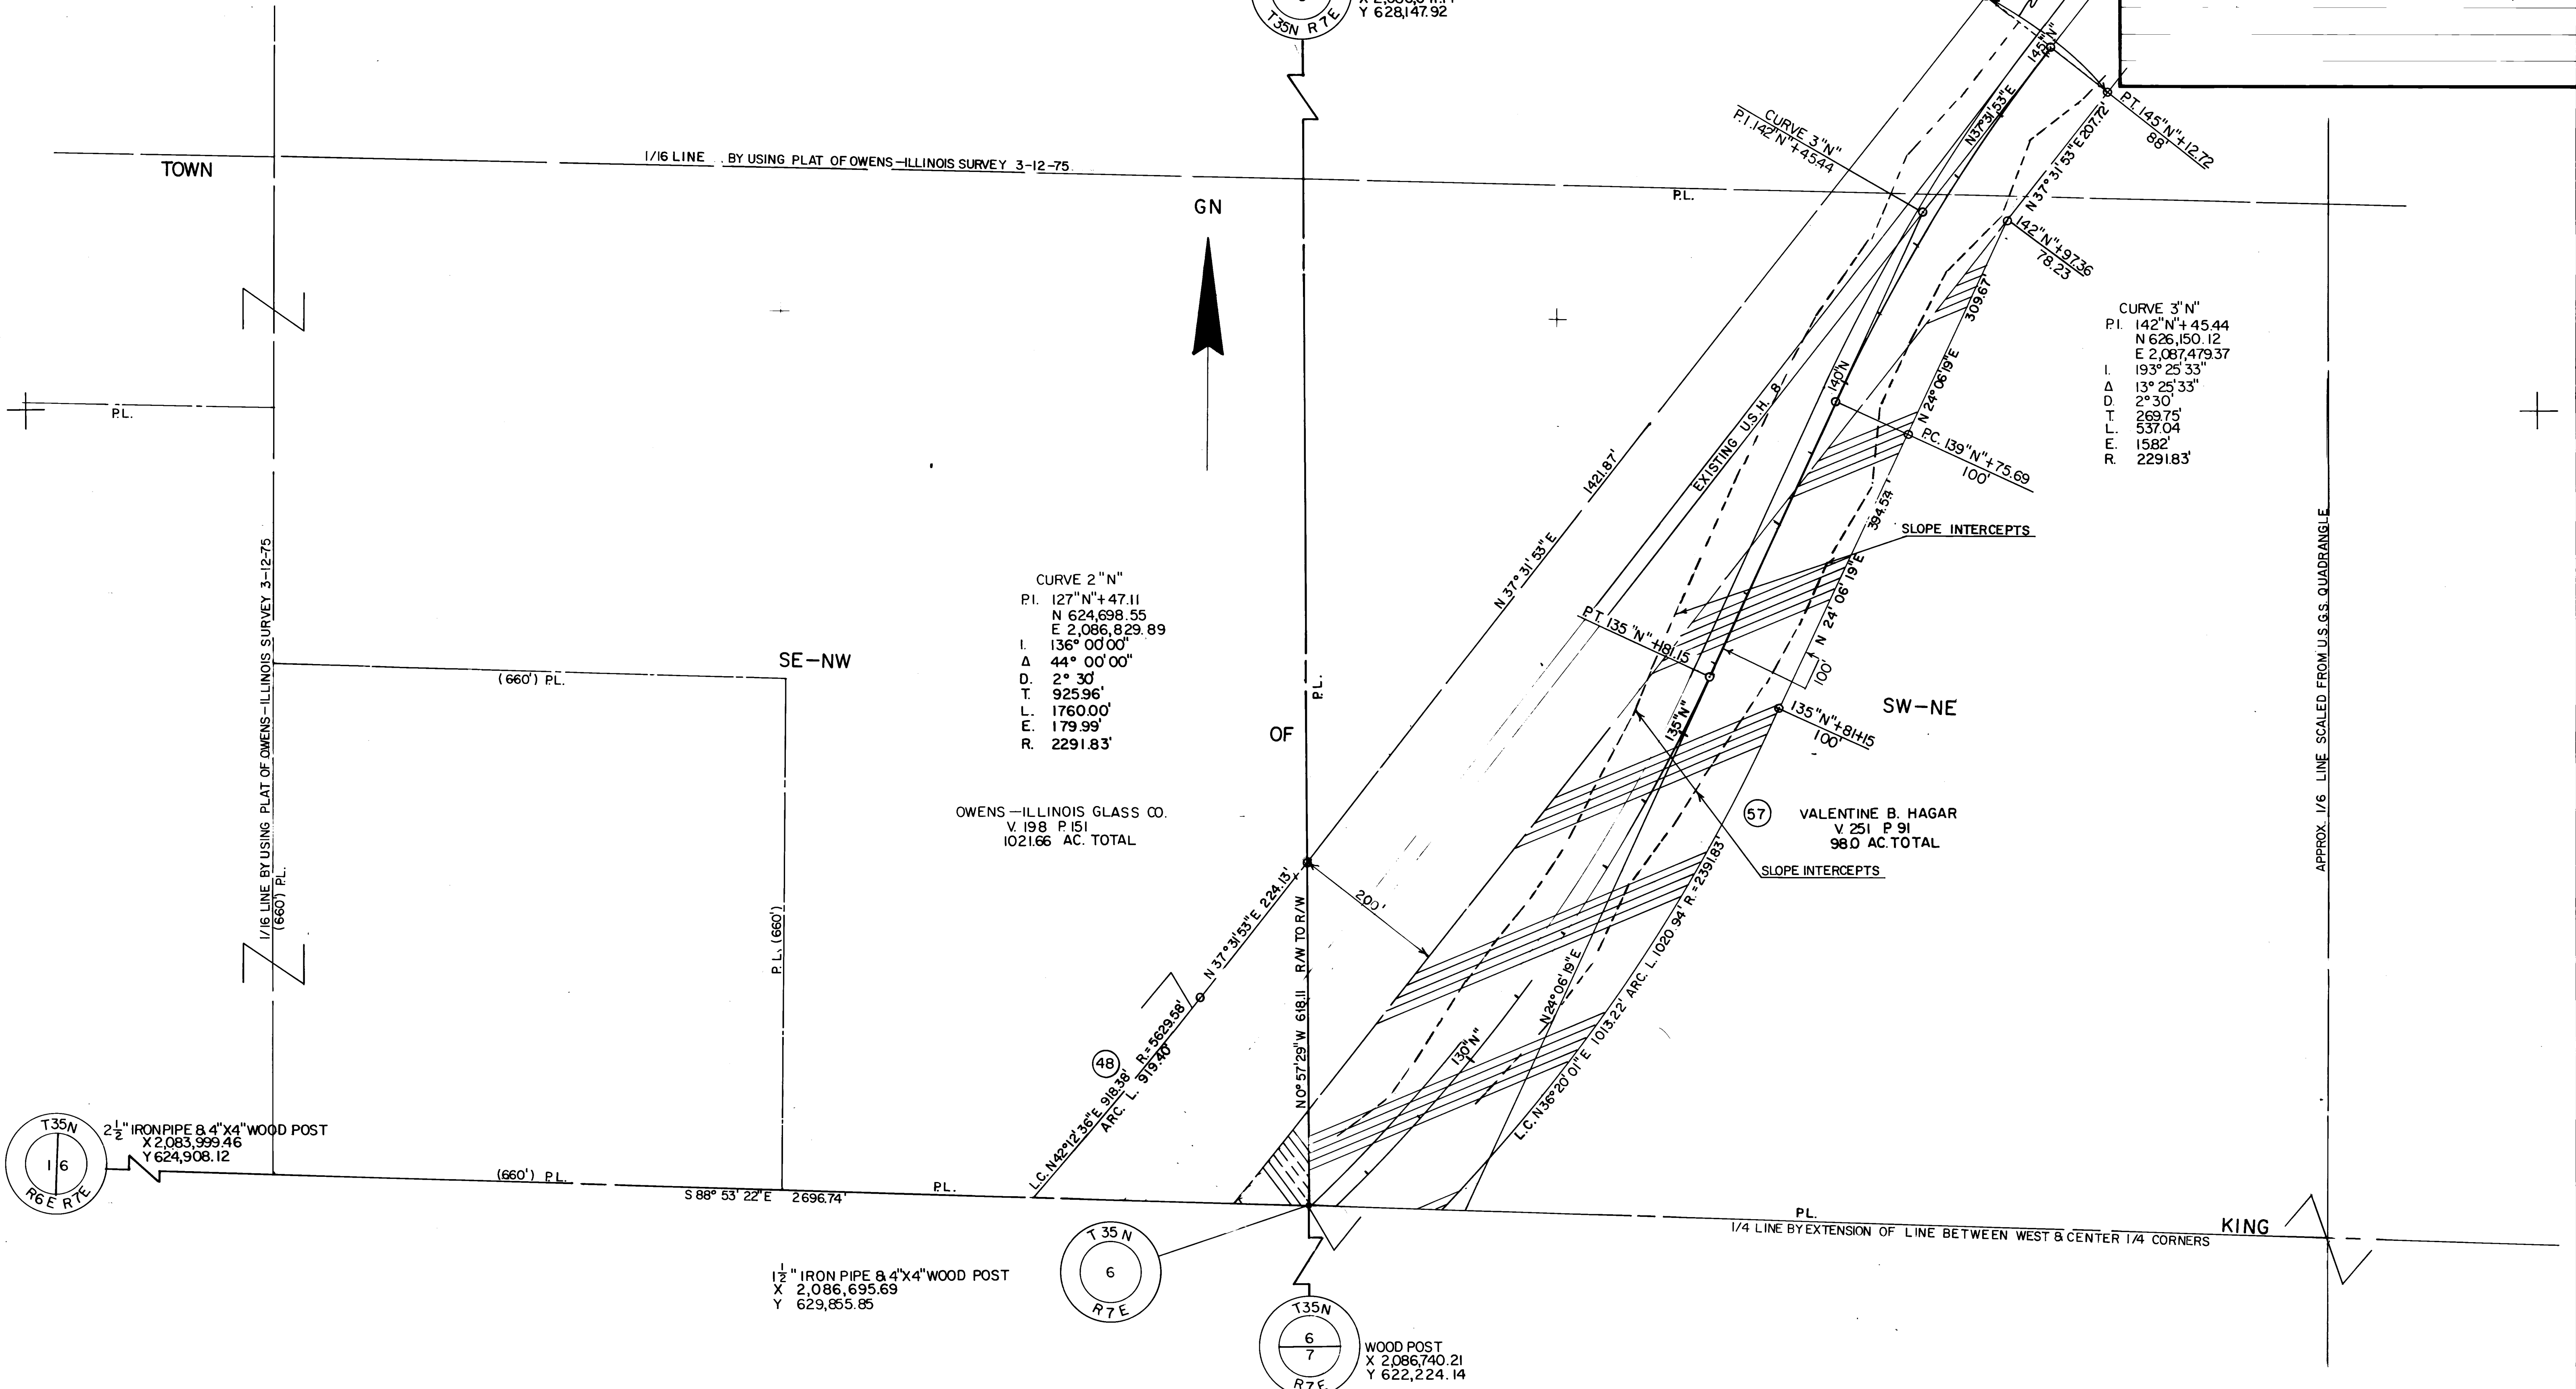 T35N R7E
Y 628,147.92
TOWN
1/16 LINE BY USING PLAT OF OWENS-ILLINOIS SURVEY 3-12-75
P.L.
GN
CURVE 3"N"
P.I. 142"N"+45.44
145"N"
N37°31'53"E
P.T. 145"N"+12.72
88'
N 37°31'53"E 207.72'
142"N"+97.36
78.23
309.67'
CURVE 3"N"
P.I. 142"N"+45.44
N 626,150.12
E 2,087,479.37
I. 193° 25'33"
Δ 13° 25'33"
D. 2°30'
T. 269.75'
L. 537.04
E. 15.82'
R. 2291.83'
P.L.
140"N
N 24°06'19"E
P.C. 139"N"+75.69
100'
EXISTING U.S.H. 8
1421.87'
N 37° 31' 53" E
394.54'
SLOPE INTERCEPTS
N 24° 06' 19"E
100'
P.T. 135 "N"+181.15
135"N"
135"N"+81+15
100'
SW-NE
APPROX. 1/6 LINE SCALED FROM U.S.G.S. QUADRANGLE
1/16 LINE BY USING PLAT OF OWENS-ILLINOIS SURVEY 3-12-75
(660') P.L.
SE-NW
(660') P.L.
P.L. (660')
CURVE 2 "N"
P.I. 127"N"+47.11
N 624,698.55
E 2,086,829.89
I. 136° 00'00"
Δ 44° 00'00"
D. 2° 30'
T. 925.96'
L. 1760.00'
E. 179.99'
R. 2291.83'
P.L.
OF
OWENS-ILLINOIS GLASS CO.
V. 198 P. 151
1021.66 AC. TOTAL
57
VALENTINE B. HAGAR
V. 251 P. 91
98.0 AC. TOTAL
SLOPE INTERCEPTS
200'
N 37°31'53"E 224.13'
N 0° 57'29"W 618.11 R/W TO R/W
48
L.C. N42°12'36"E 918.38' R.=5629.58'
ARC. L. 919.40'
130"N"
N24°06'19"E
L.C. N36°20'01"E 1013.22' ARC. L. 1020.94' R.=2391.83'
T35N
1 6
R6E R7E
2 1/2" IRON PIPE & 4"X4" WOOD POST
X 2,083,999.46
Y 624,908.12
(660') P.L.
S 88° 53' 22" E 2696.74'
P.L.
P.L.
1/4 LINE BY EXTENSION OF LINE BETWEEN WEST & CENTER 1/4 CORNERS
KING
1 1/2" IRON PIPE & 4"X4" WOOD POST
X 2,086,695.69
Y 629,855.85
T 35 N
6
R7E
T35N
6
7
R7E
WOOD POST
X 2,086,740.21
Y 622,224.14